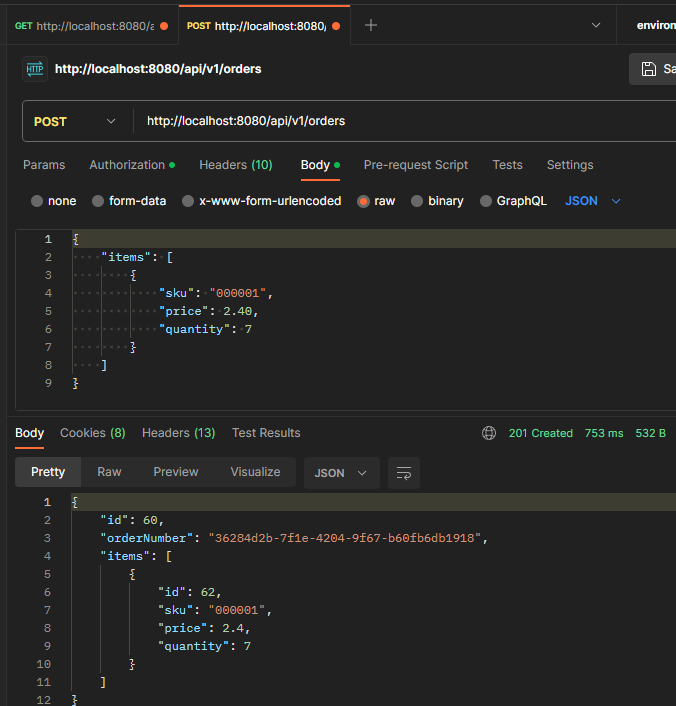 GET http://localhost:8080/a POST http://localhost:8080/ environ
HTTP http://localhost:8080/api/v1/orders Sa
POST http://localhost:8080/api/v1/orders
Params Authorization Headers (10) Body Pre-request Script Tests Settings
none form-data x-www-form-urlencoded raw binary GraphQL JSON
1 {
2 "items": [
3 {
4 "sku": "000001",
5 "price": 2.40,
6 "quantity": 7
7 }
8 ]
9 }
Body Cookies (8) Headers (13) Test Results 201 Created 753 ms 532 B
Pretty Raw Preview Visualize JSON
1 {
2 "id": 60,
3 "orderNumber": "36284d2b-7f1e-4204-9f67-b60fb6db1918",
4 "items": [
5 {
6 "id": 62,
7 "sku": "000001",
8 "price": 2.4,
9 "quantity": 7
10 }
11 ]
12 }